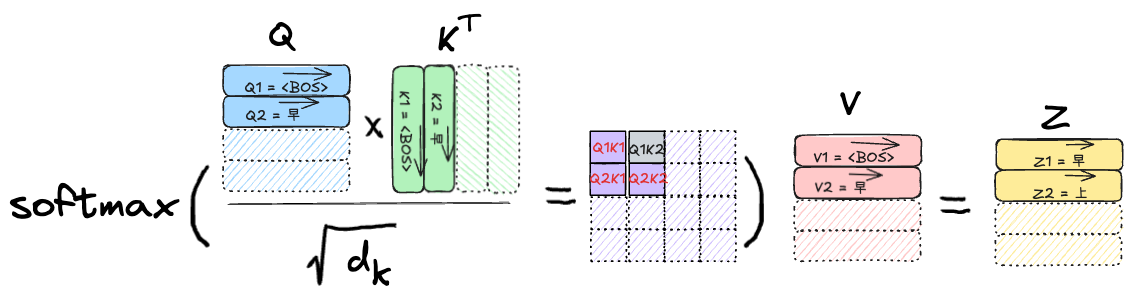 Q
K^T
Q1 = <BOS>
Q2 = 早
x
K1 = <BOS>
K2 = 早
softmax (
√d_k
=
Q1K1 Q1K2
Q2K1 Q2K2
)
V
V1 = <BOS>
V2 = 早
=
Z
Z1 = 早
Z2 = 上